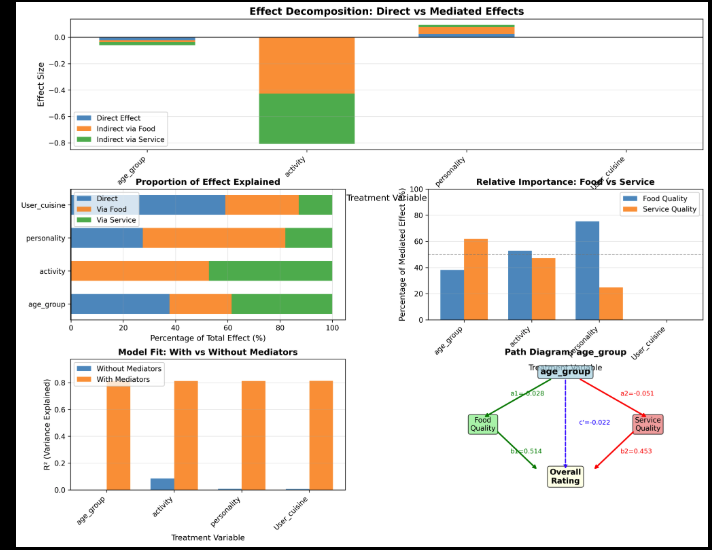 Effect Decomposition: Direct vs Mediated Effects
Effect Size
0.0
−0.2
−0.4
−0.6
−0.8
Direct Effect
Indirect via Food
Indirect via Service
age_group
activity
personality
User_cuisine
Treatment Variable
Proportion of Effect Explained
User_cuisine
personality
activity
age_group
Direct
Via Food
Via Service
0 20 40 60 80 100
Percentage of Total Effect (%)
Relative Importance: Food vs Service
Percentage of Mediated Effect (%)
100
80
60
40
20
0
Food Quality
Service Quality
age_group
activity
personality
User_cuisine
Treatment Variable
Model Fit: With vs Without Mediators
R² (Variance Explained)
0.8
0.6
0.4
0.2
0.0
Without Mediators
With Mediators
age_group
activity
personality
User_cuisine
Treatment Variable
Path Diagram: age_group
age_group
a1=-0.028
a2=-0.051
Food
Quality
c'=-0.022
Service
Quality
b1=0.514
b2=0.453
Overall
Rating